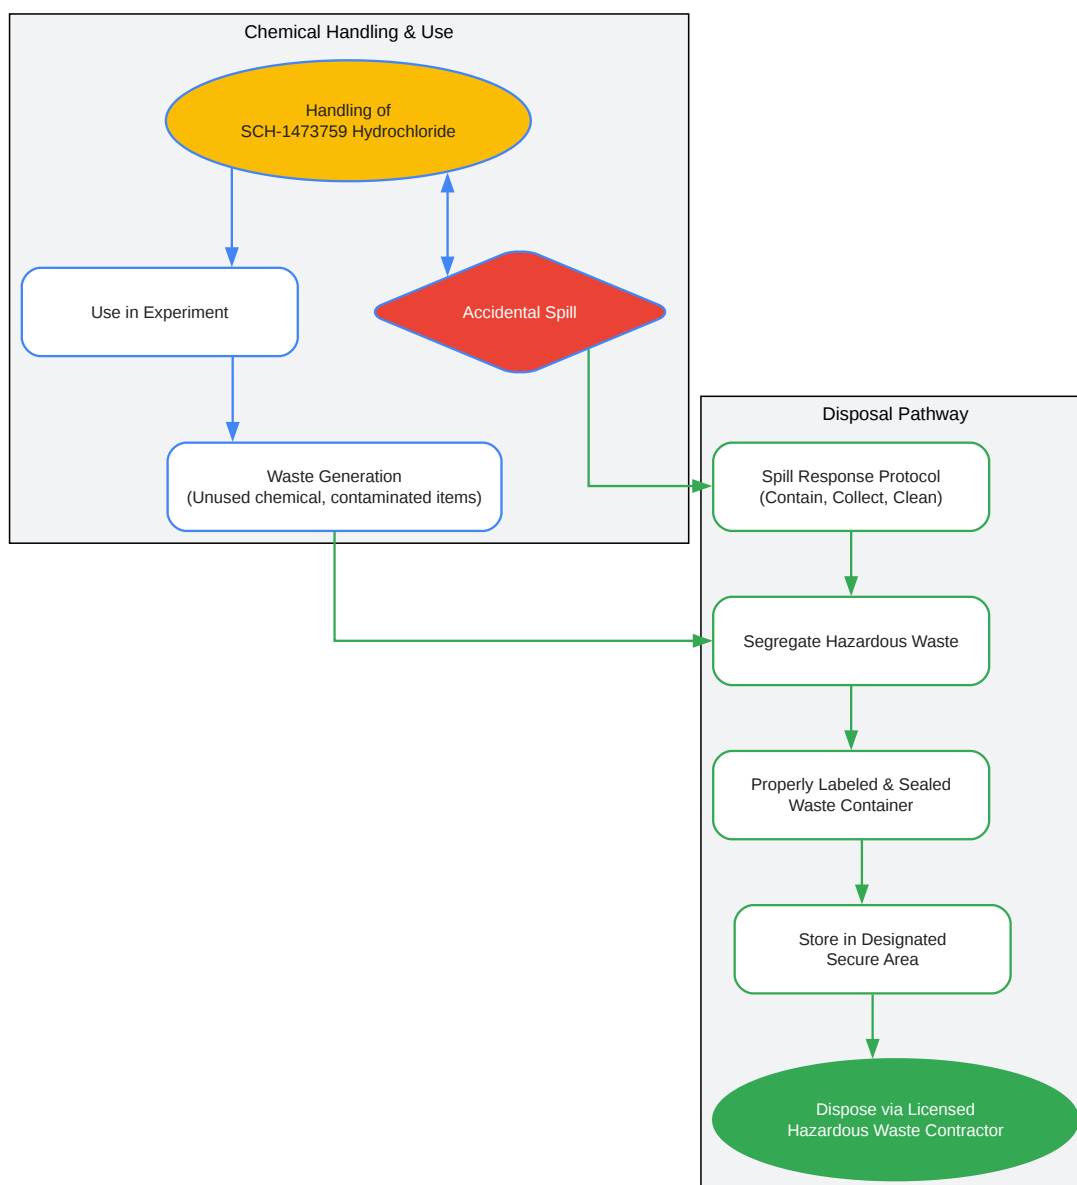 Chemical Handling & Use
Handling of
SCH-1473759 Hydrochloride
Use in Experiment
Accidental Spill
Waste Generation
(Unused chemical, contaminated items)
Disposal Pathway
Spill Response Protocol
(Contain, Collect, Clean)
Segregate Hazardous Waste
Properly Labeled & Sealed
Waste Container
Store in Designated
Secure Area
Dispose via Licensed
Hazardous Waste Contractor